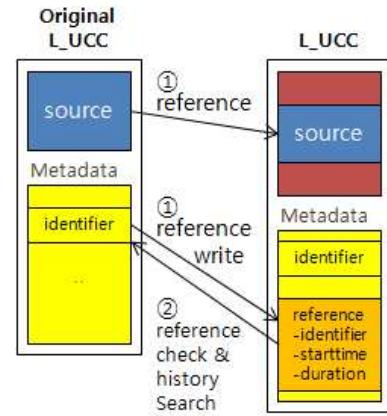 Original
L_UCC
source
Metadata
identifier
..
①
reference
①
reference
write
②
reference
check &
history
Search
L_UCC
source
Metadata
identifier
reference
-identifier
-starttime
-duration